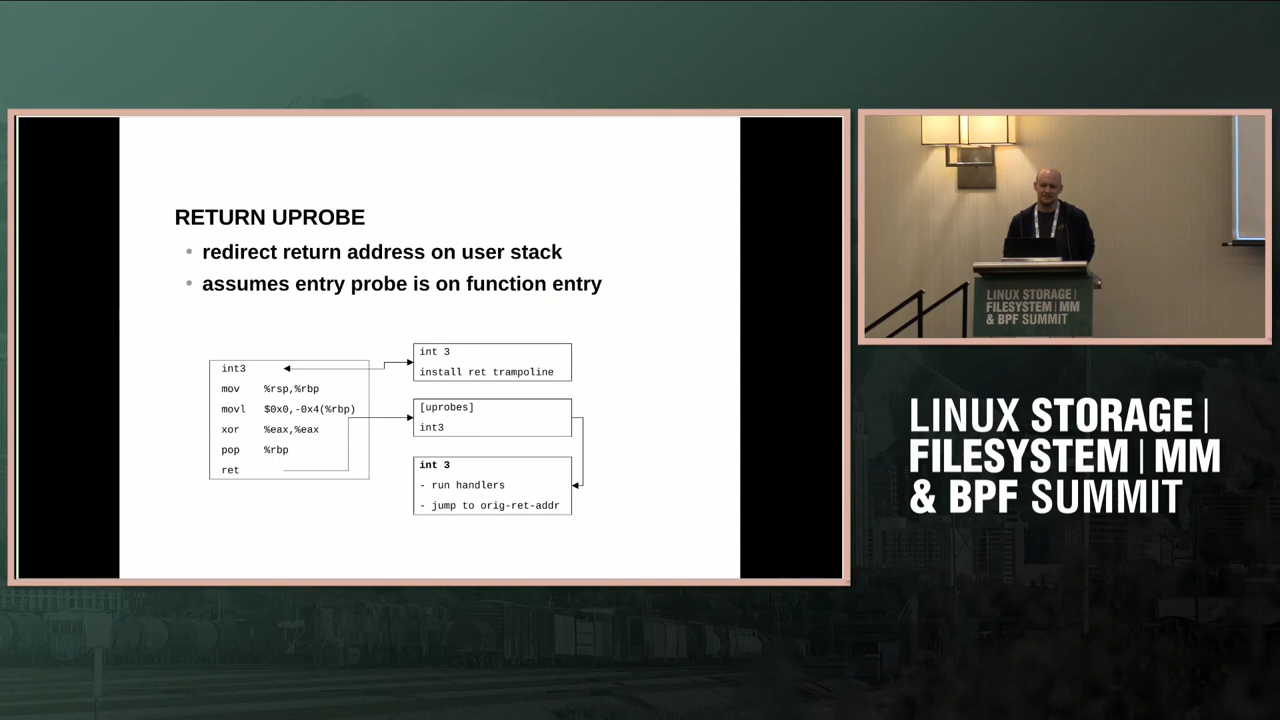 RETURN UPROBE
• redirect return address on user stack
• assumes entry probe is on function entry
int3
mov %rsp,%rbp
movl $0x0,-0x4(%rbp)
xor %eax,%eax
pop %rbp
ret
int 3
install ret trampoline
[uprobes]
int3
int 3
- run handlers
- jump to orig-ret-addr
LINUX STORAGE |
FILESYSTEM | MM
& BPF SUMMIT
LINUX STORAGE |
FILESYSTEM | MM
& BPF SUMMIT